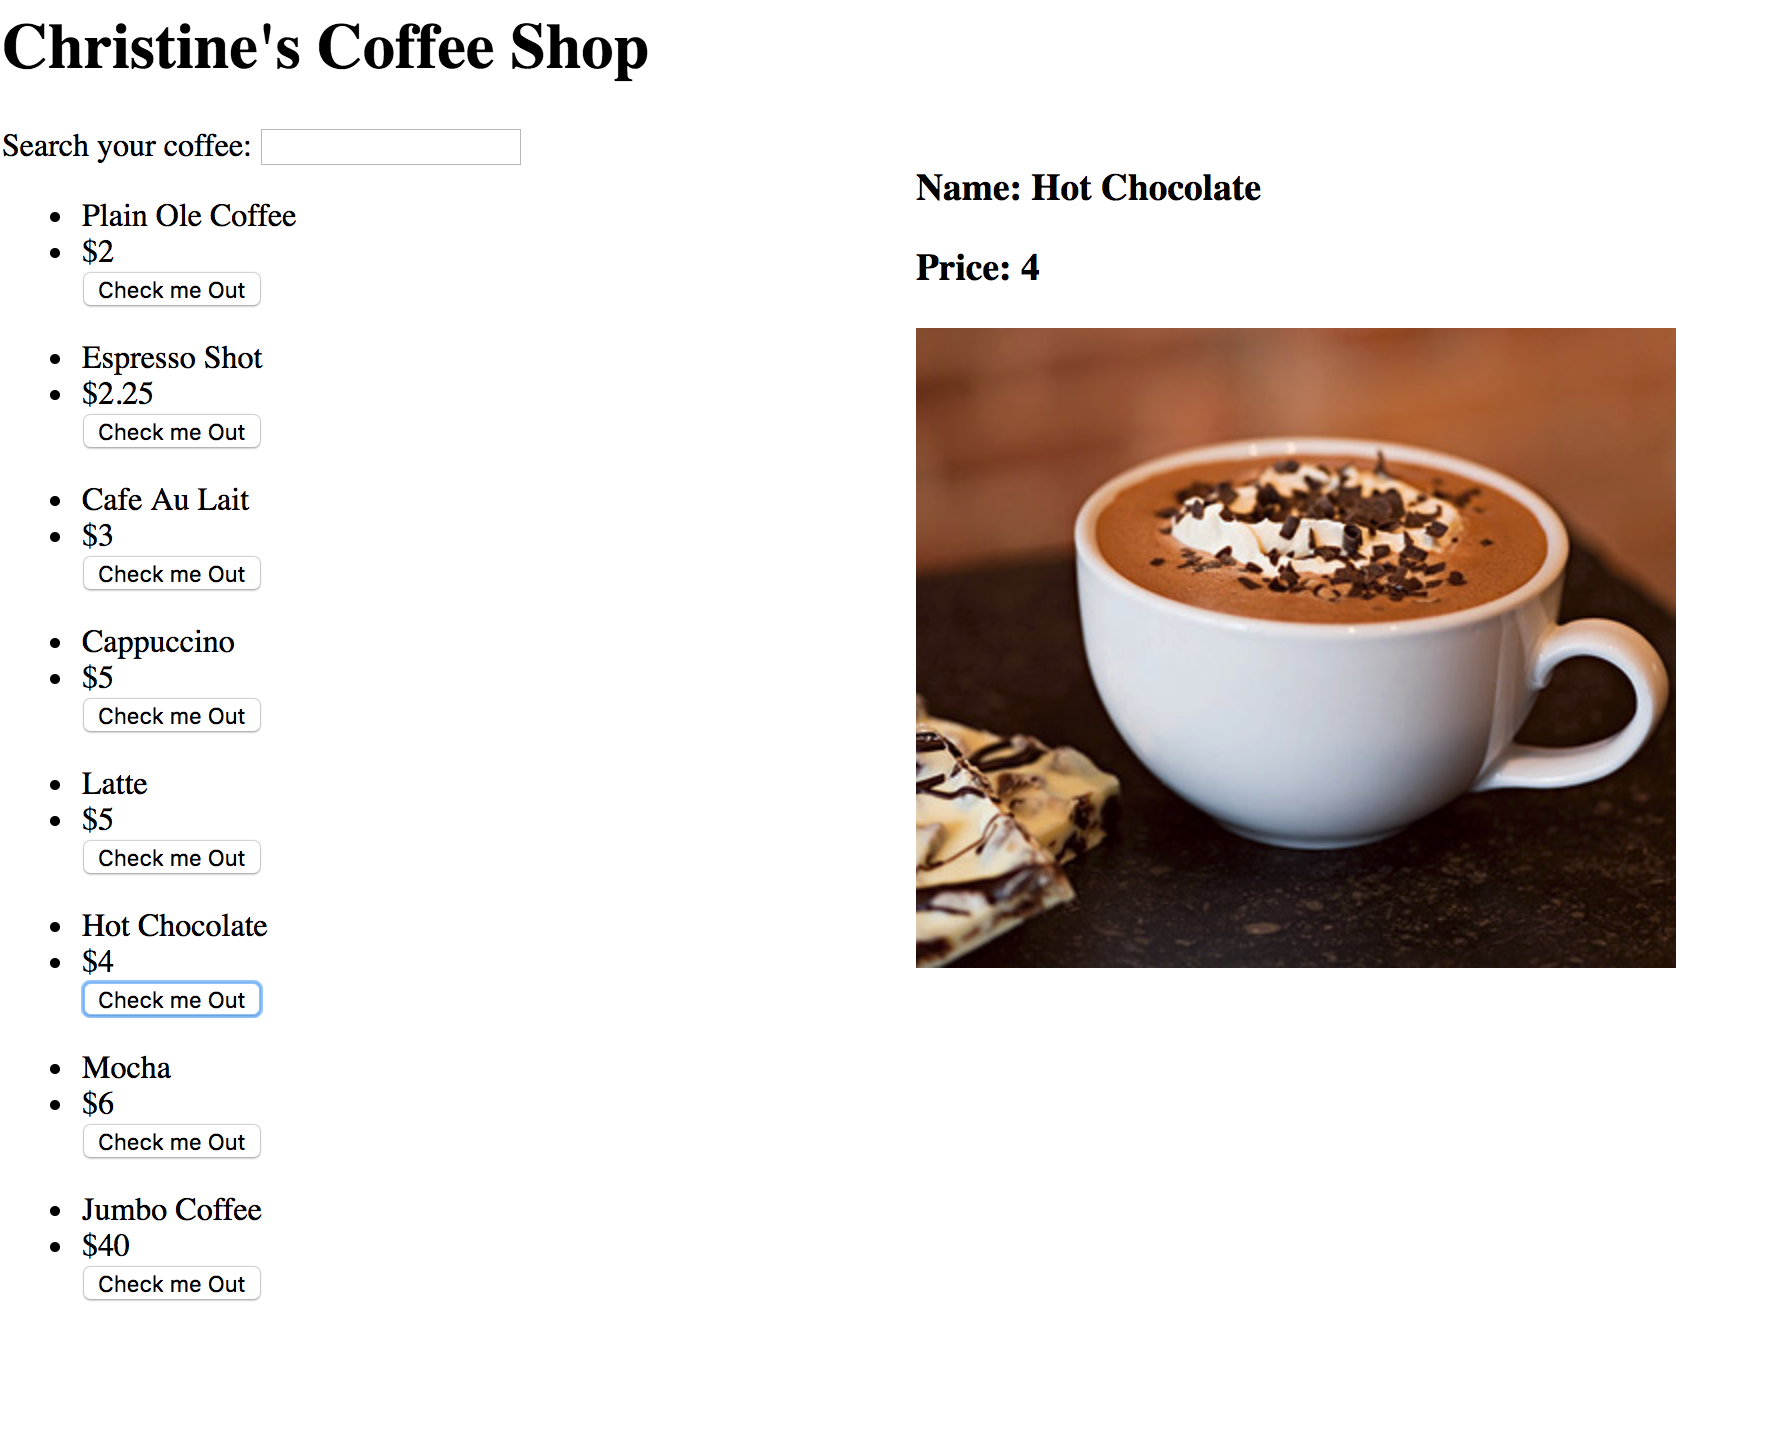 Christine's Coffee Shop
Search your coffee:
Plain Ole Coffee
$2
Check me Out
Espresso Shot
$2.25
Check me Out
Cafe Au Lait
$3
Check me Out
Cappuccino
$5
Check me Out
Latte
$5
Check me Out
Hot Chocolate
$4
Check me Out
Mocha
$6
Check me Out
Jumbo Coffee
$40
Check me Out
Name: Hot Chocolate
Price: 4